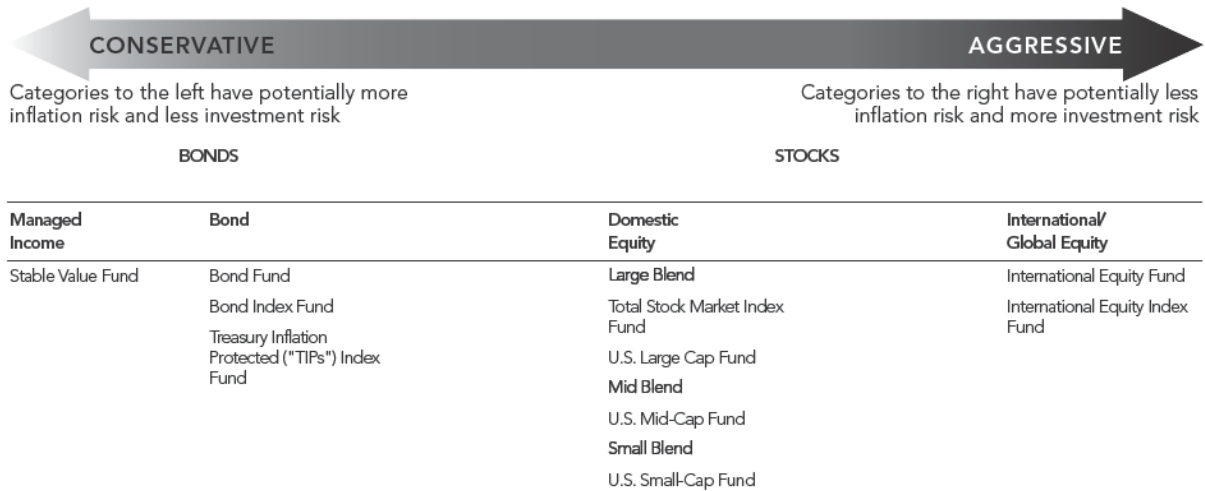 CONSERVATIVE
AGGRESSIVE
Categories to the left have potentially more
inflation risk and less investment risk
Categories to the right have potentially less
inflation risk and more investment risk
BONDS
STOCKS
Managed
Income
Bond
Domestic
Equity
International/
Global Equity
Stable Value Fund
Bond Fund
Bond Index Fund
Treasury Inflation
Protected ("TIPs") Index
Fund
Large Blend
Total Stock Market Index
Fund
U.S. Large Cap Fund
Mid Blend
U.S. Mid-Cap Fund
Small Blend
U.S. Small-Cap Fund
International Equity Fund
International Equity Index
Fund